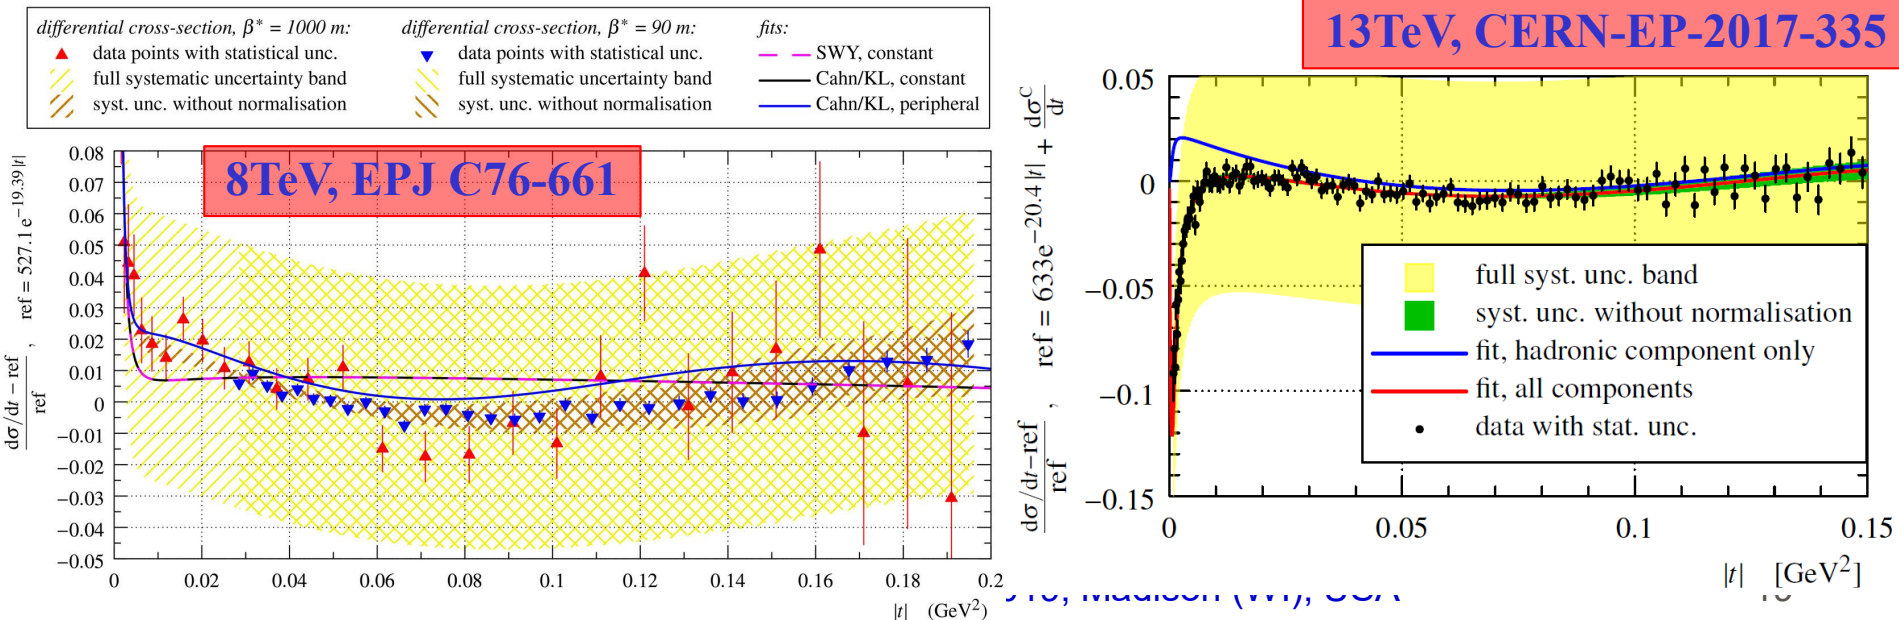 differential cross-section, β* = 1000 m:
data points with statistical unc.
full systematic uncertainty band
syst. unc. without normalisation
differential cross-section, β* = 90 m:
data points with statistical unc.
full systematic uncertainty band
syst. unc. without normalisation
fits:
SWY, constant
Cahn/KL, constant
Cahn/KL, peripheral
8TeV, EPJ C76-661
dσ/dt − ref / ref , ref = 527.1 e^−19.39|t|
0.08
0.07
0.06
0.05
0.04
0.03
0.02
0.01
0
−0.01
−0.02
−0.03
−0.04
−0.05
0 0.02 0.04 0.06 0.08 0.1 0.12 0.14 0.16 0.18 0.2
|t| (GeV²)
13TeV, CERN-EP-2017-335
dσ/dt−ref / ref , ref = 633e^−20.4|t| + dσ^C/dt
0.05
0
−0.05
−0.1
−0.15
full syst. unc. band
syst. unc. without normalisation
fit, hadronic component only
fit, all components
data with stat. unc.
0 0.05 0.1 0.15
|t| [GeV²]
Madison (WI), USA